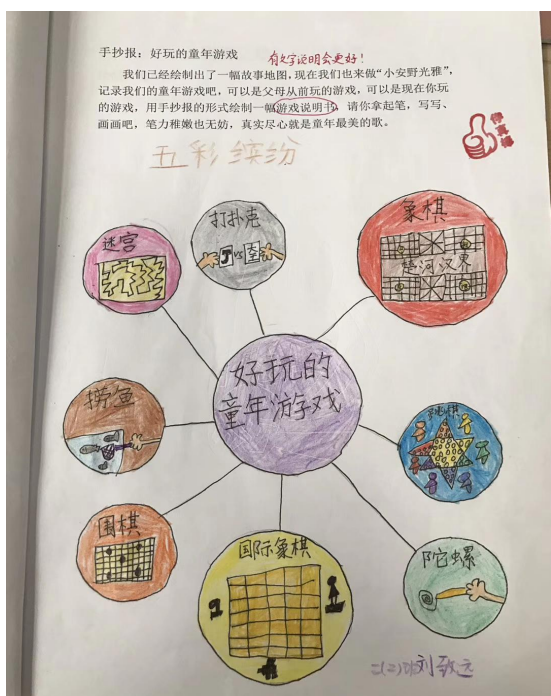 手抄报：好玩的童年游戏
有文字说明会更好！
我们已经绘制出了一幅故事地图，现在我们也来做“小安野光雅”，
记录我们的童年游戏吧，可以是父母从前玩的游戏，可以是现在你玩
的游戏，用手抄报的形式绘制一幅游戏说明书，请你拿起笔，写写、
画画吧，笔力稚嫩也无妨，真实尽心就是童年最美的歌。
你真棒
五彩缤纷
迷宫
打扑克
J VS
象棋
楚河汉界
好玩的
童年游戏
捞鱼
跳棋
围棋
国际象棋
陀螺
二(2)班刘致远